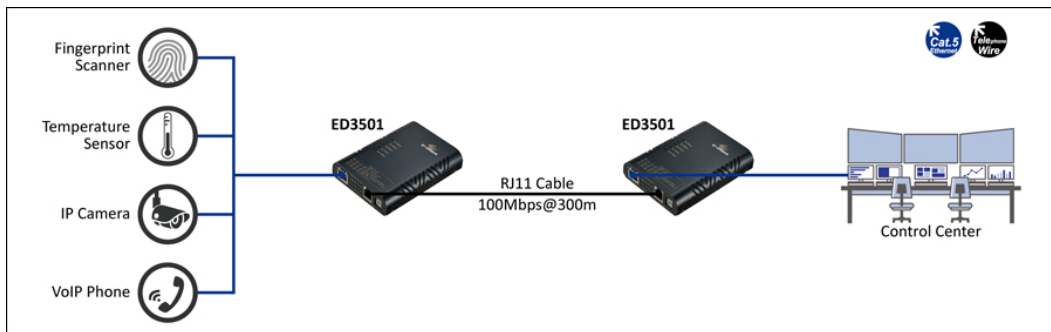 Fingerprint
Scanner
Temperature
Sensor
IP Camera
VoIP Phone
ED3501
RJ11 Cable
100Mbps@300m
ED3501
Control Center
Cat.5
Ethernet
Telephone
Wire